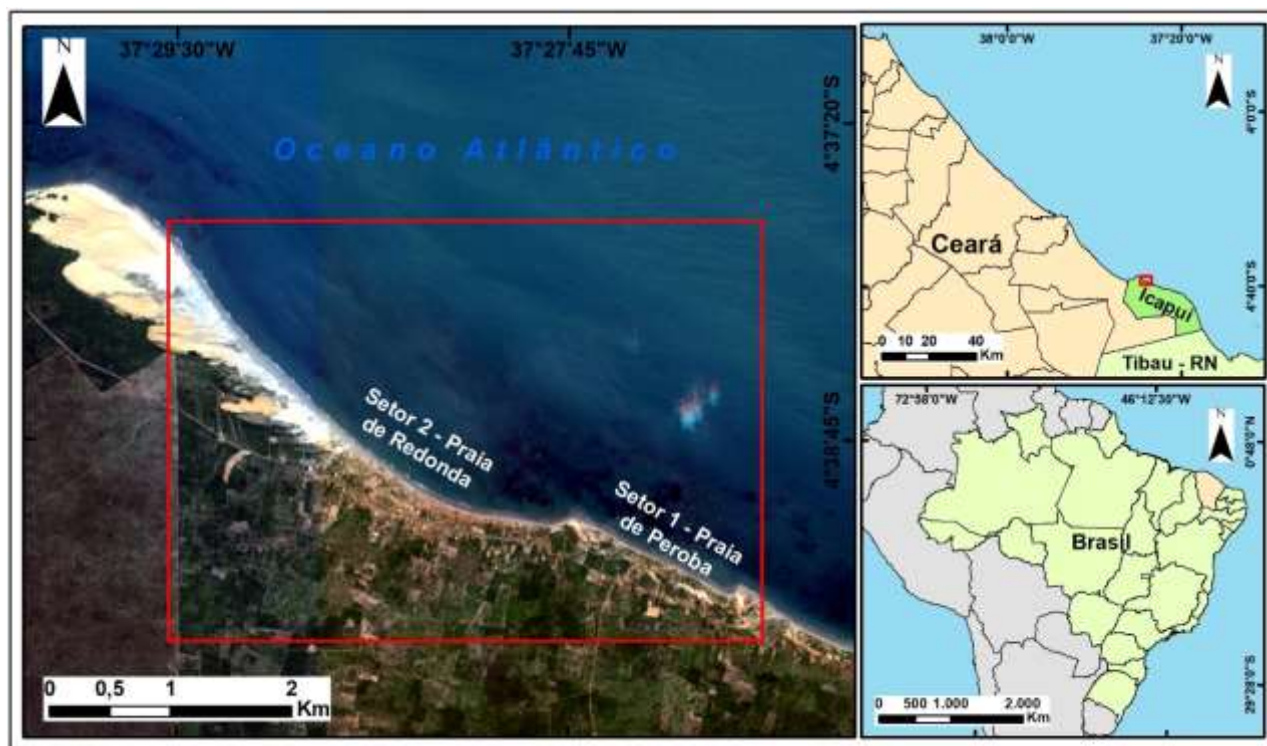 N
37°29'30"W
37°27'45"W
Oceano Atlântico
4°37'20"S
4°38'45"S
Setor 2 - Praia
de Redonda
Setor 1 - Praia
de Peroba
0 0,5 1 2
Km
38°0'0"W
37°20'0"W
N
4°0'0"S
4°40'0"S
Ceará
Icapuí
Tibau - RN
0 10 20 40
Km
72°58'0"W
46°12'30"W
N
0°48'0"N
29°28'0"S
Brasil
0 500 1.000 2.000
Km